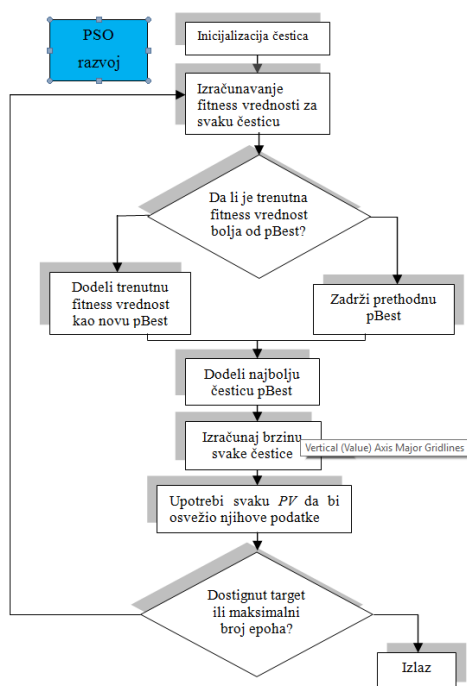 PSO
razvoj
Inicijalizacija čestica
Izračunavanje
fitness vrednosti za
svaku česticu
Da li je trenutna
fitness vrednost
bolja od pBest?
Dodeli trenutnu
fitness vrednost
kao novu pBest
Zadrži prethodnu
pBest
Dodeli najbolju
česticu pBest
Izračunaj brzinu
svake čestice
Vertical (Value) Axis Major Gridlines
Upotrebi svaku PV da bi
osvežio njihove podatke
Dostignut target
ili maksimalni
broj epoha?
Izlaz